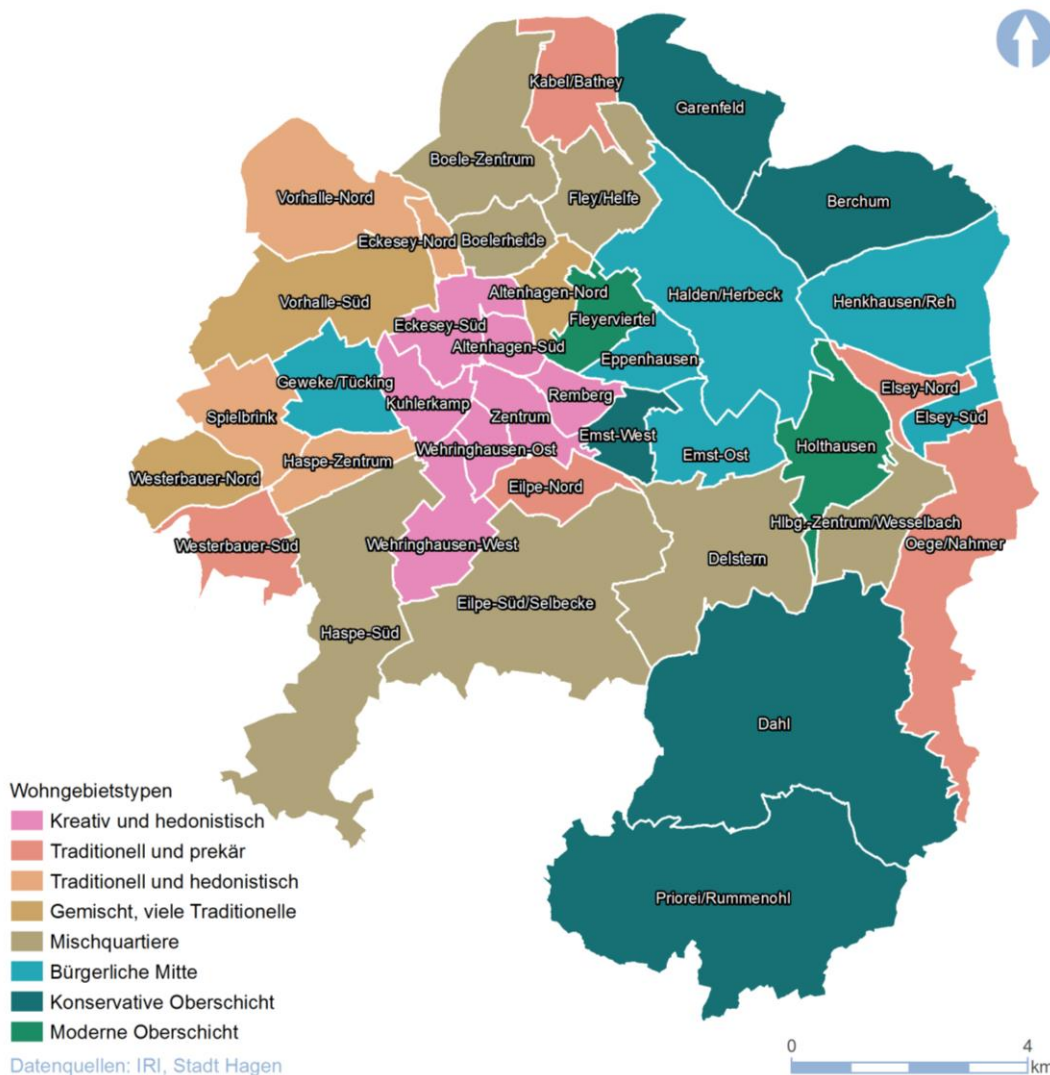 Kabel/Bathey
Garenfeld
Boele-Zentrum
Vorhalle-Nord
Fley/Helfe
Berchum
Eckesey-Nord
Boelerheide
Altenhagen-Nord
Halden/Herbeck
Vorhalle-Süd
Henkhausen/Reh
Eckesey-Süd
Fleyerviertel
Altenhagen-Süd
Eppenhausen
Geweke/Tücking
Elsey-Nord
Remberg
Kuhlerkamp
Spielbrink
Zentrum
Elsey-Süd
Emst-West
Holthausen
Wehringhausen-Ost
Emst-Ost
Haspe-Zentrum
Westerbauer-Nord
Eilpe-Nord
Hlbg.-Zentrum/Wesselbach
Westerbauer-Süd
Wehringhausen-West
Oege/Nahmer
Delstern
Eilpe-Süd/Selbecke
Haspe-Süd
Dahl
Priorei/Rummenohl
Wohngebietstypen
Kreativ und hedonistisch
Traditionell und prekär
Traditionell und hedonistisch
Gemischt, viele Traditionelle
Mischquartiere
Bürgerliche Mitte
Konservative Oberschicht
Moderne Oberschicht
Datenquellen: IRI, Stadt Hagen
0 4
km